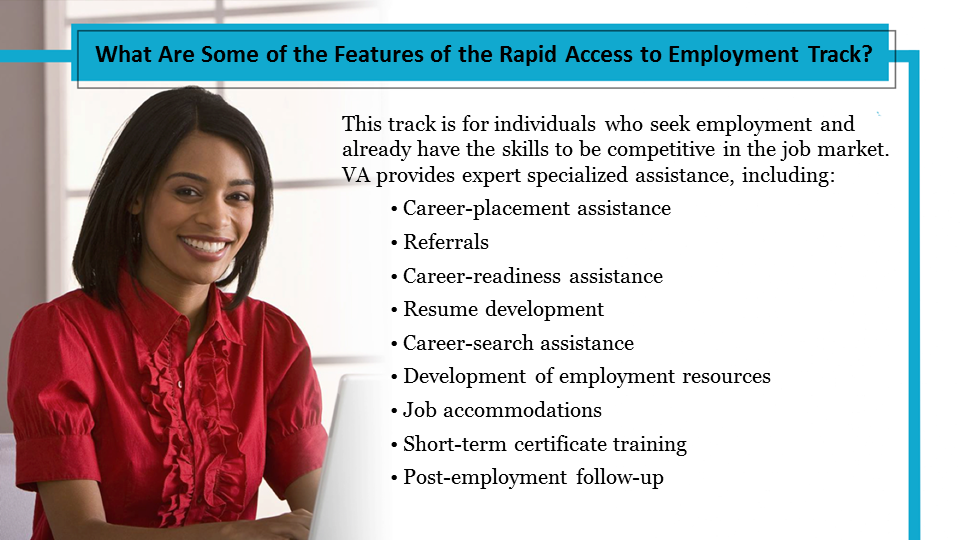 What Are Some of the Features of the Rapid Access to Employment Track?
This track is for individuals who seek employment and
already have the skills to be competitive in the job market.
VA provides expert specialized assistance, including:
• Career-placement assistance
• Referrals
• Career-readiness assistance
• Resume development
• Career-search assistance
• Development of employment resources
• Job accommodations
• Short-term certificate training
• Post-employment follow-up